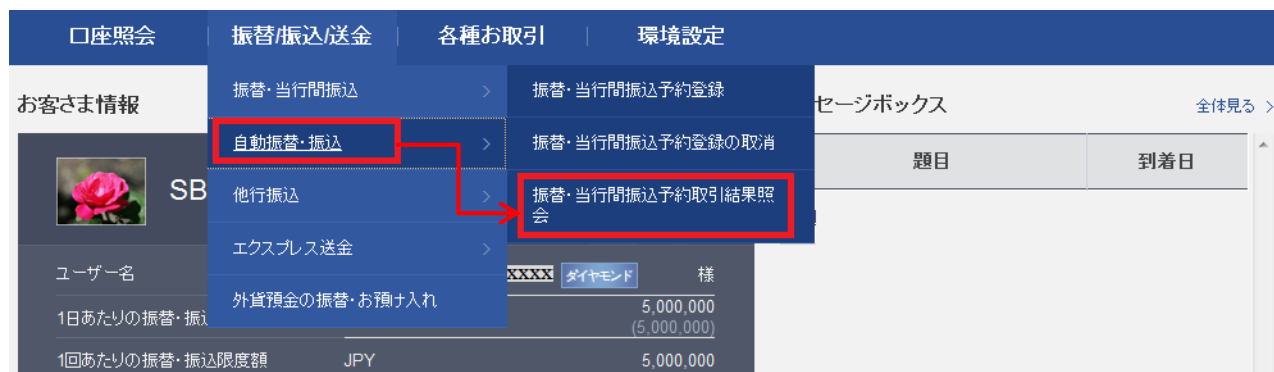 口座照会 振替/振込/送金 各種お取引 環境設定
お客さま情報
振替・当行間振込
自動振替・振込
他行振込
エクスプレス送金
外貨預金の振替・お預け入れ
振替・当行間振込予約登録
振替・当行間振込予約登録の取消
振替・当行間振込予約取引結果照
会
セージボックス 全体見る
題目 到着日
SB
ユーザー名 XXXX ダイヤモンド 様
1日あたりの振替・振込 5,000,000
(5,000,000)
1回あたりの振替・振込限度額 JPY 5,000,000